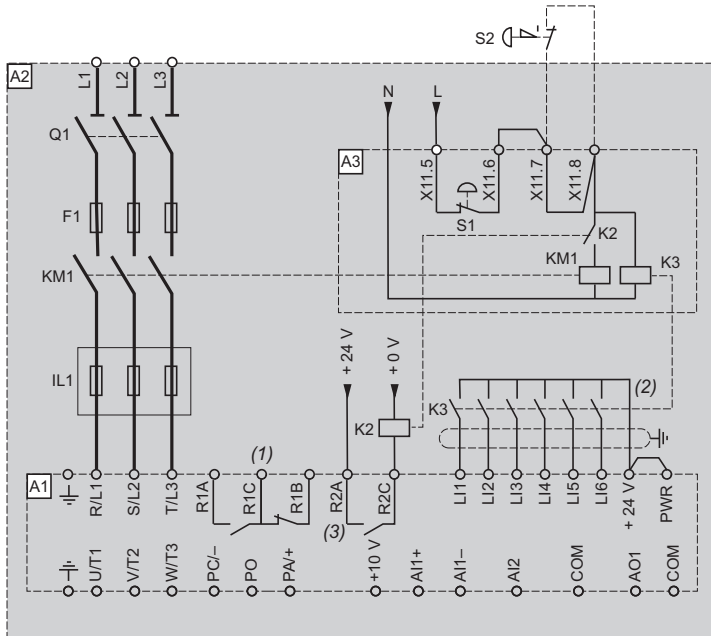 S2
A2
L1 L2 L3
N L
Q1
A3
X11.5 X11.6 X11.7 X11.8
S1
K2
F1
KM1 K3
KM1
+ 24 V + 0 V
IL1
(2)
K3
K2
(1)
A1
R/L1 S/L2 T/L3 R1A R1C R1B R2A R2C LI1 LI2 LI3 LI4 LI5 LI6 + 24 V PWR
(3)
U/T1 V/T2 W/T3 PC/– PO PA/+ +10 V AI1+ AI1– AI2 COM AO1 COM